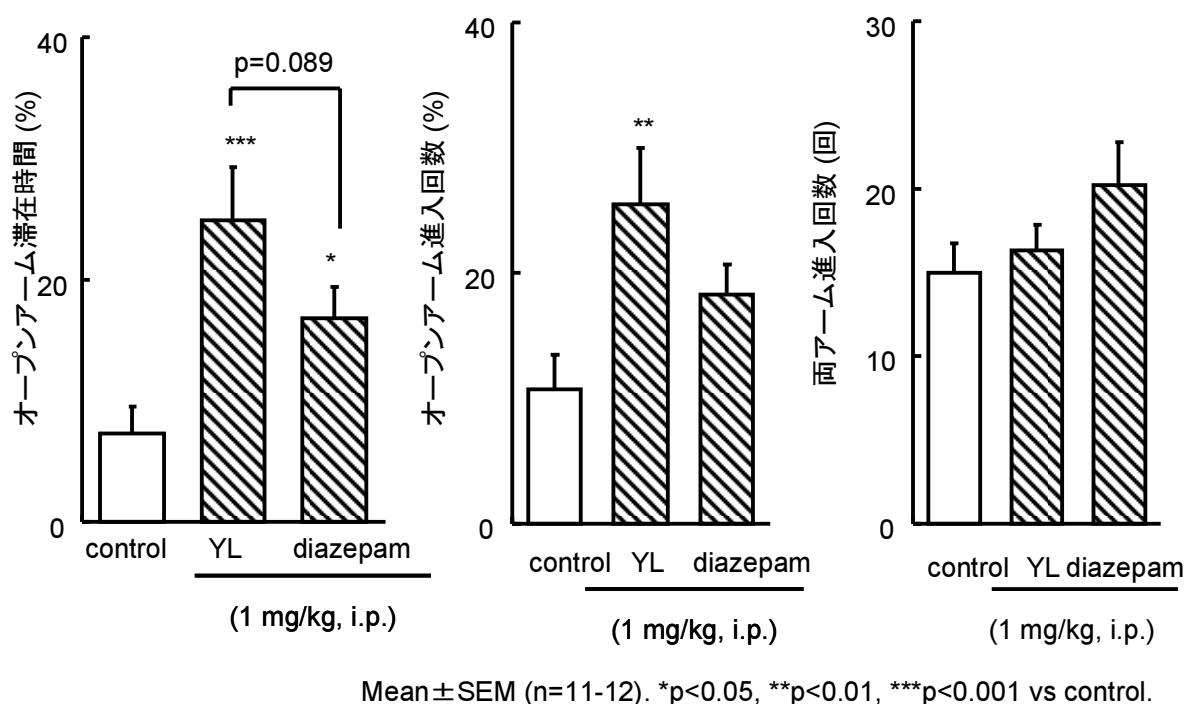 オープンアーム滞在時間 (%)
40
20
0
p=0.089
***
*
control YL diazepam
(1 mg/kg, i.p.)
オープンアーム進入回数 (%)
40
20
0
**
control YL diazepam
(1 mg/kg, i.p.)
両アーム進入回数 (回)
30
20
10
0
control YL diazepam
(1 mg/kg, i.p.)
Mean±SEM (n=11-12). *p<0.05, **p<0.01, ***p<0.001 vs control.